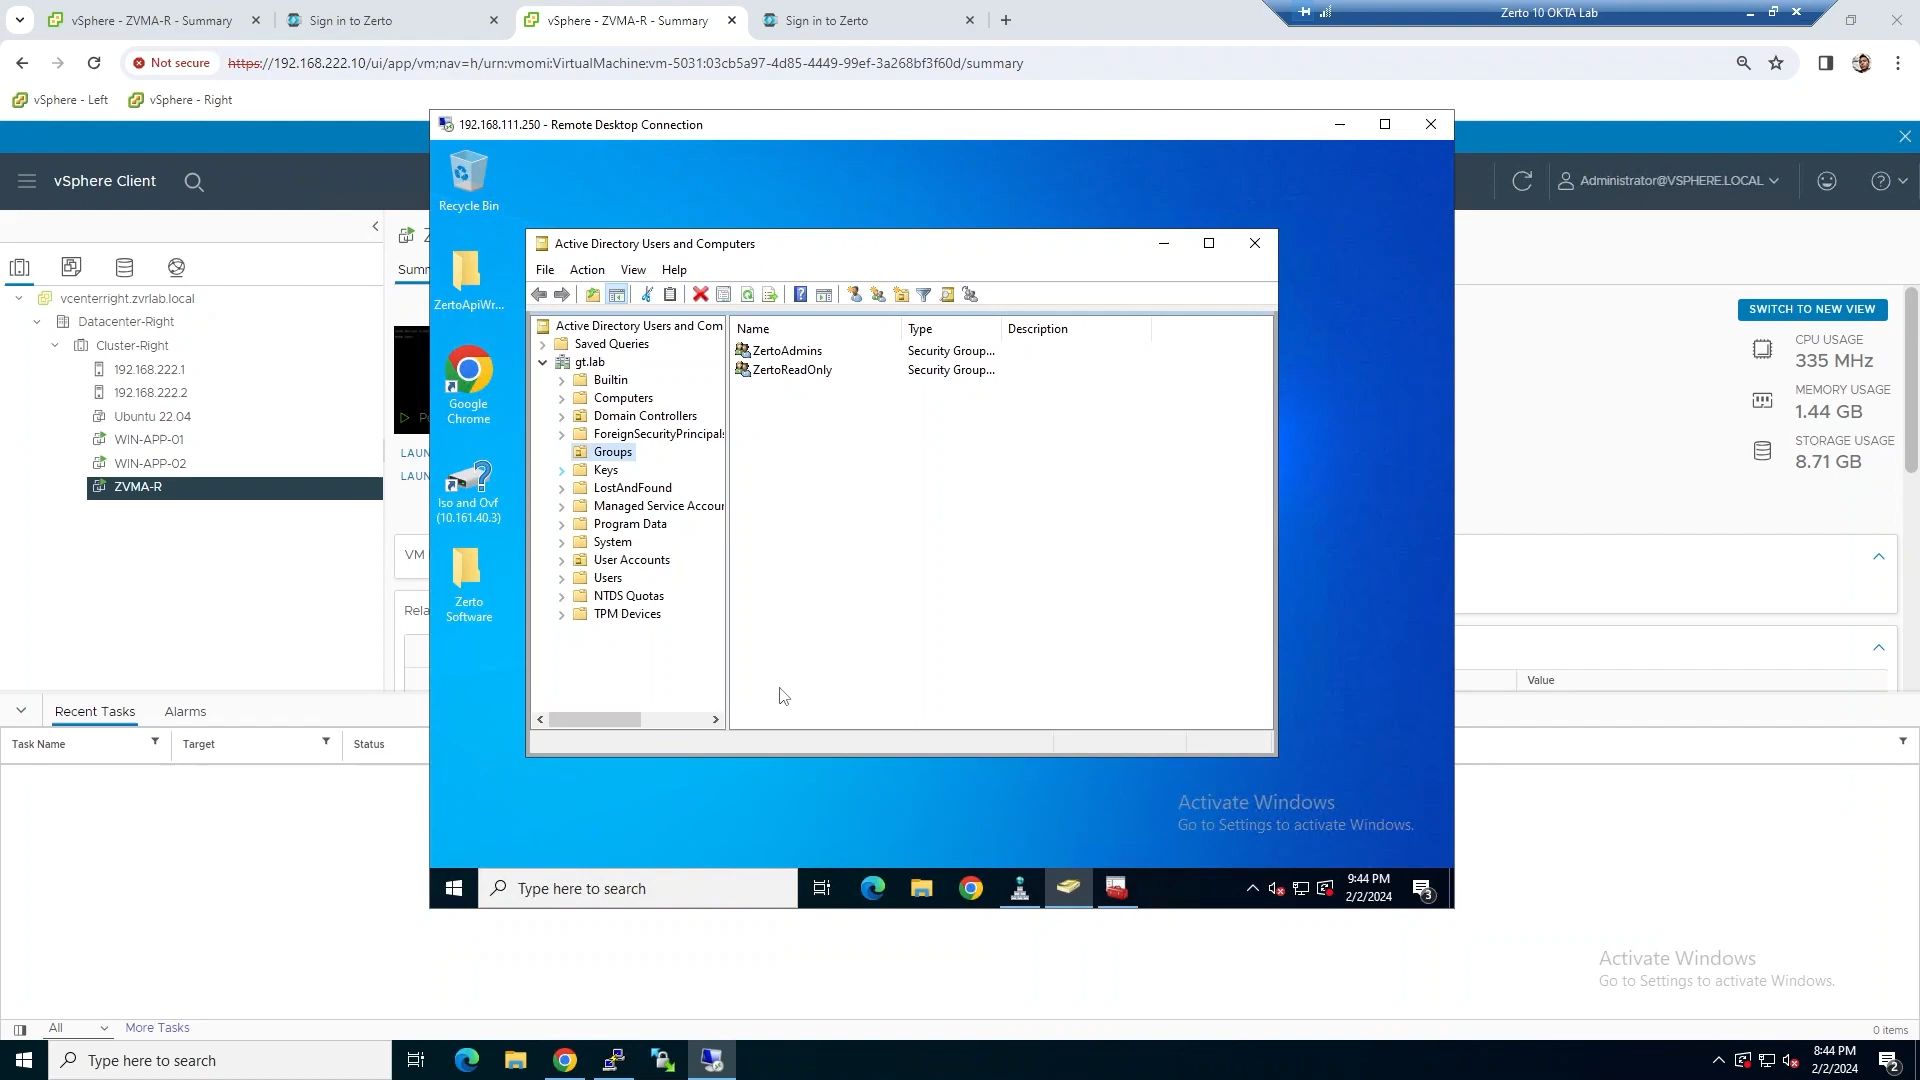 vSphere - ZVMA-R - Summary
Sign in to Zerto
vSphere - ZVMA-R - Summary
Sign in to Zerto
Zerto 10 OKTA Lab
Not secure
https://192.168.222.10/ui/app/vm;nav=h/urn:vmomi:VirtualMachine:vm-5031:03cb5a97-4d85-4449-99ef-3a268bf3f60d/summary
vSphere - Left
vSphere - Right
192.168.111.250 - Remote Desktop Connection
vSphere Client
Administrator@VSPHERE.LOCAL
Recycle Bin
Active Directory Users and Computers
File Action View Help
Summ
ZertoApiWr...
vcenterright.zvrlab.local
Datacenter-Right
Cluster-Right
192.168.222.1
192.168.222.2
Ubuntu 22.04
WIN-APP-01
WIN-APP-02
ZVMA-R
Active Directory Users and Com
Saved Queries
gt.lab
Builtin
Computers
Domain Controllers
ForeignSecurityPrincipals
Groups
Keys
LostAndFound
Managed Service Accour
Program Data
System
User Accounts
Users
NTDS Quotas
TPM Devices
Name Type Description
ZertoAdmins Security Group...
ZertoReadOnly Security Group...
SWITCH TO NEW VIEW
CPU USAGE
335 MHz
MEMORY USAGE
1.44 GB
STORAGE USAGE
8.71 GB
Google
Chrome
LAUN
LAUN
Iso and Ovf
(10.161.40.3)
VM
Rela
Zerto
Software
Value
Recent Tasks Alarms
Task Name Target Status
Activate Windows
Go to Settings to activate Windows.
Type here to search
9:44 PM
2/2/2024
3
Activate Windows
Go to Settings to activate Windows.
All More Tasks
0 items
Type here to search
8:44 PM
2/2/2024
2